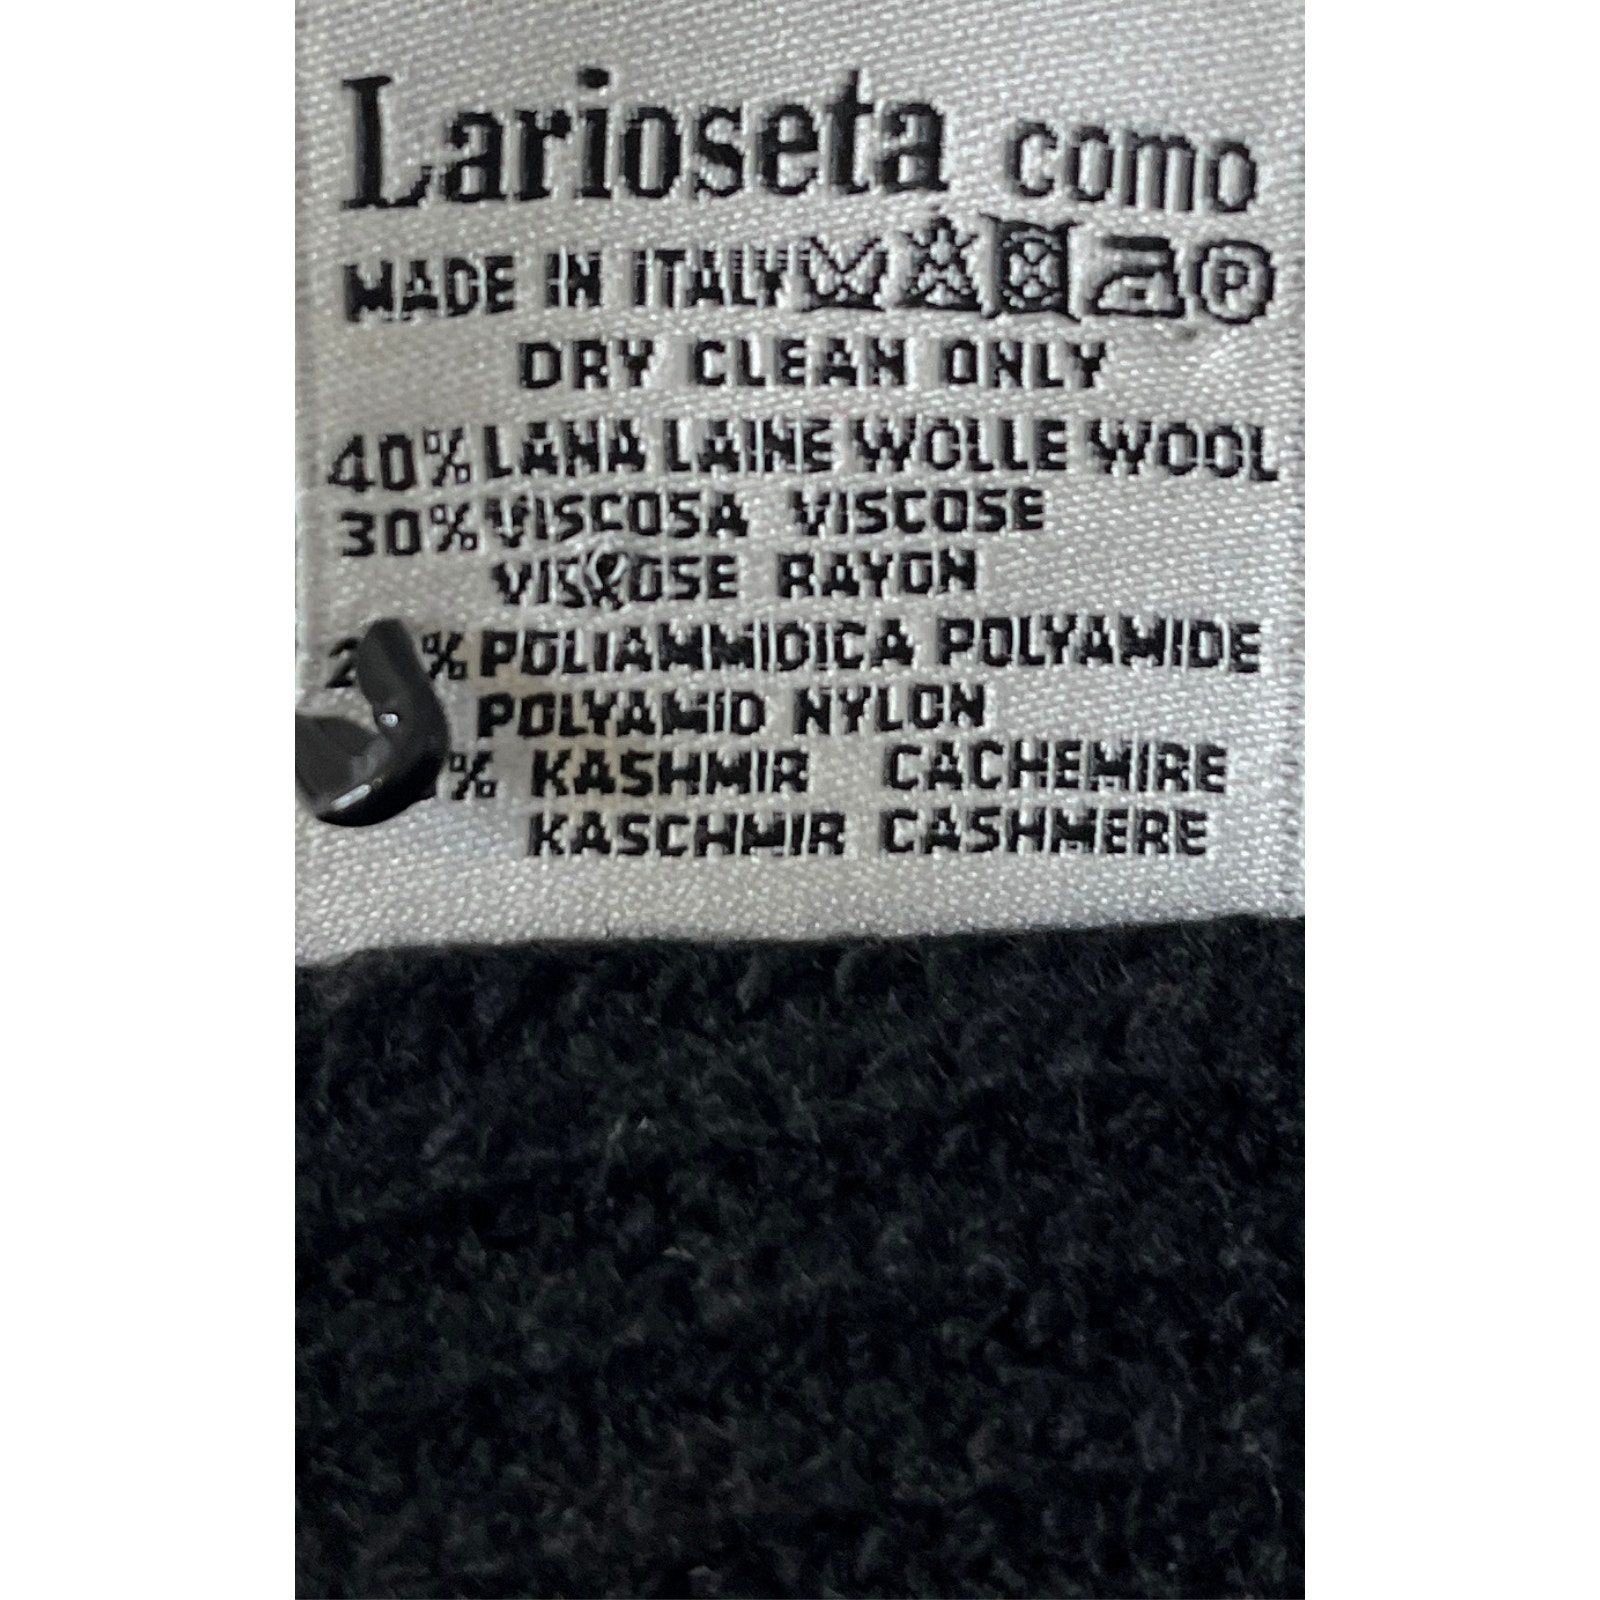 Larioseta como
MADE IN ITALY P
DRY CLEAN ONLY
40% LANA LAINE WOLLE WOOL
30% VISCOSA VISCOSE
VISKOSE RAYON
% POLIAMMIDICA POLYAMIDE
POLYAMID NYLON
% KASHMIR CACHEMIRE
KASCHMIR CASHMERE